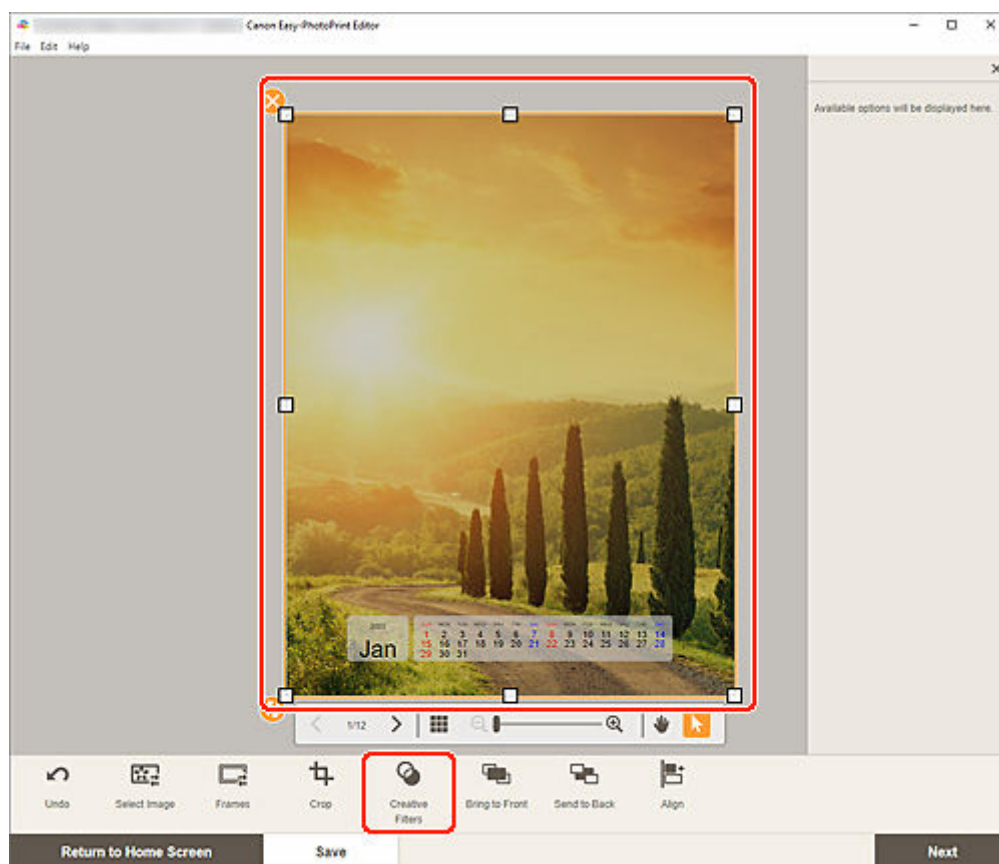 Canon Easy-PhotoPrint Editor
File Edit Help
Available options will be displayed here.
Jan
1 2 3 4 5 6 7 8 9 10 11 12 13 14
15 16 17 18 19 20 21 22 23 24 25 26 27 28
29 30 31
1/12
Undo
Select Image
Frames
Crop
Creative
Filters
Bring to Front
Send to Back
Align
Return to Home Screen
Save
Next